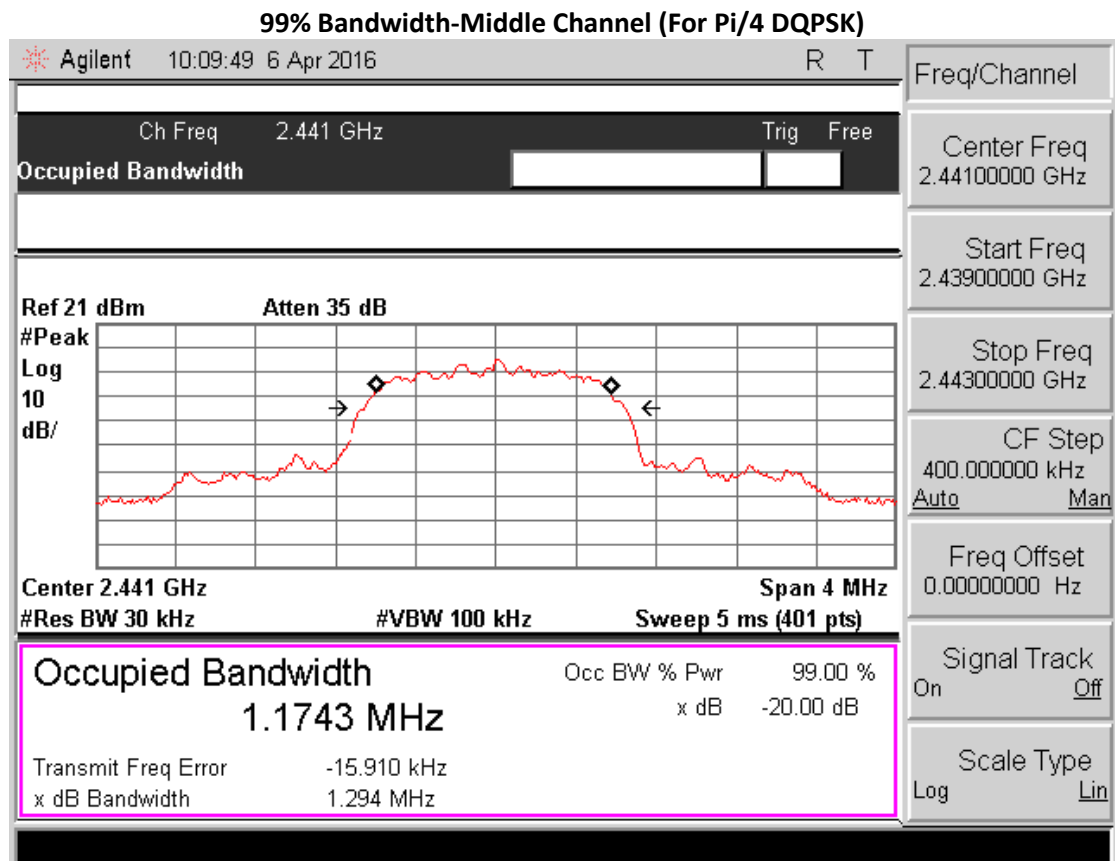 99% Bandwidth-Middle Channel (For Pi/4 DQPSK)
Agilent 10:09:49 6 Apr 2016 R T
Ch Freq 2.441 GHz Trig Free
Occupied Bandwidth
Ref 21 dBm Atten 35 dB
#Peak
Log
10
dB/
Center 2.441 GHz Span 4 MHz
#Res BW 30 kHz #VBW 100 kHz Sweep 5 ms (401 pts)
Occupied Bandwidth Occ BW % Pwr 99.00 %
1.1743 MHz x dB -20.00 dB
Transmit Freq Error -15.910 kHz
x dB Bandwidth 1.294 MHz
Freq/Channel
Center Freq
2.44100000 GHz
Start Freq
2.43900000 GHz
Stop Freq
2.44300000 GHz
CF Step
400.000000 kHz
Auto Man
Freq Offset
0.00000000 Hz
Signal Track
On Off
Scale Type
Log Lin